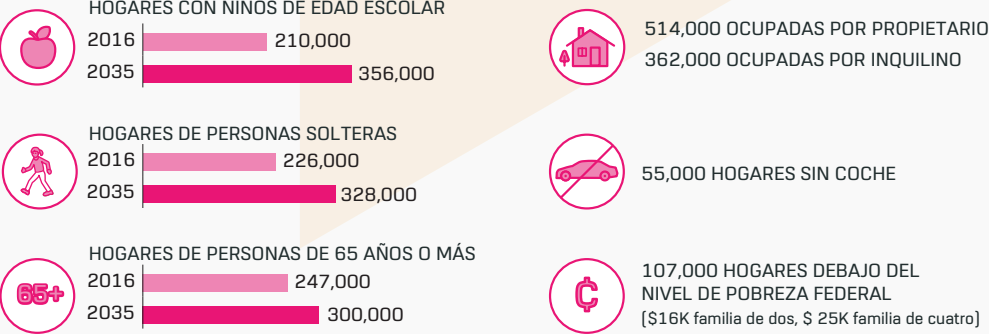 HOGARES CON NIÑOS DE EDAD ESCOLAR
2016 210,000
2035 356,000
HOGARES DE PERSONAS SOLTERAS
2016 226,000
2035 328,000
HOGARES DE PERSONAS DE 65 AÑOS O MÁS
65+
2016 247,000
2035 300,000
514,000 OCUPADAS POR PROPIETARIO
362,000 OCUPADAS POR INQUILINO
55,000 HOGARES SIN COCHE
¢
107,000 HOGARES DEBAJO DEL
NIVEL DE POBREZA FEDERAL
($16K familia de dos, $ 25K familia de cuatro)